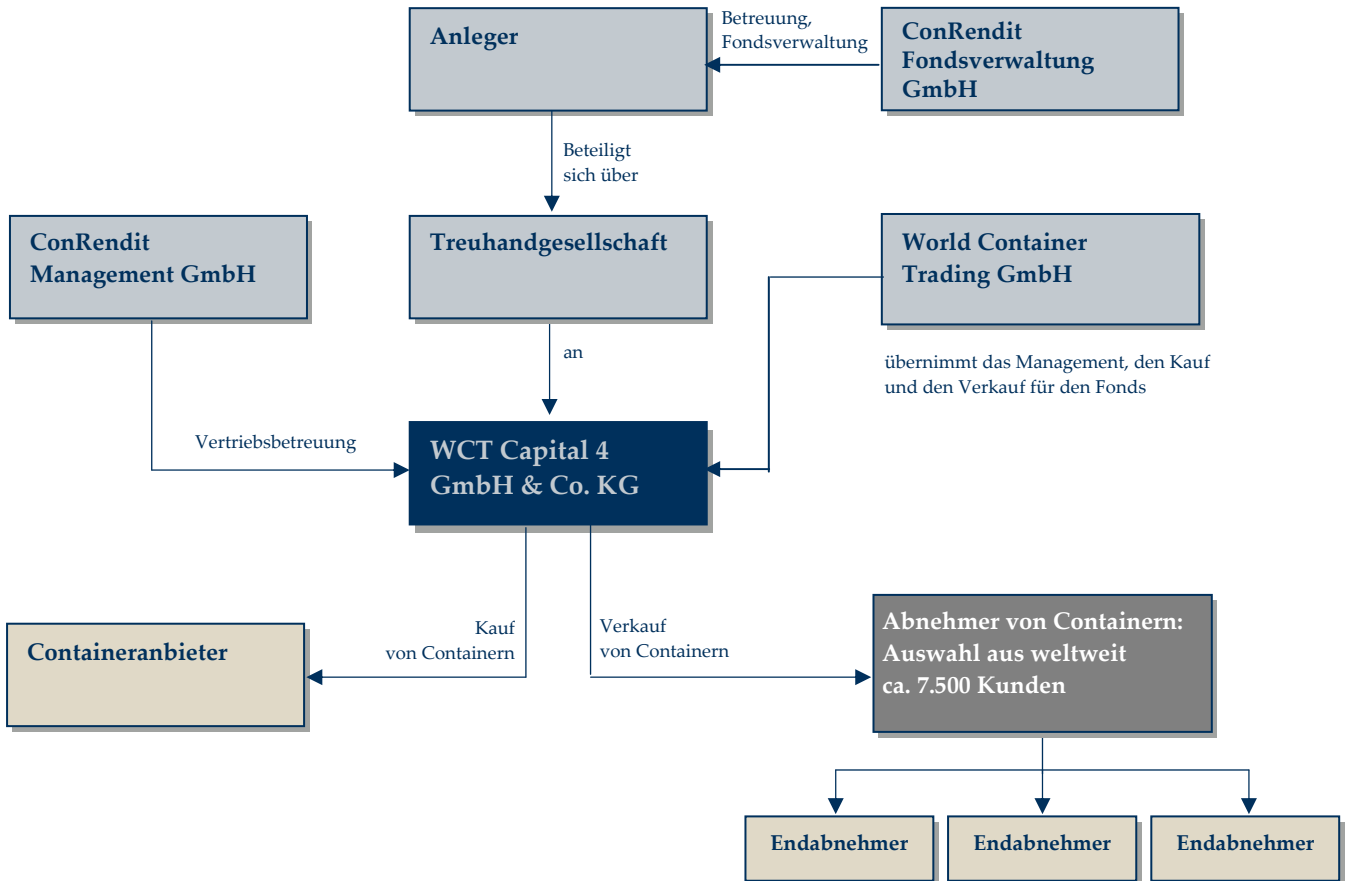 Anleger
Betreuung,
Fondsverwaltung
ConRendit
Fondsverwaltung
GmbH
Beteiligt
sich über
ConRendit
Management GmbH
Treuhandgesellschaft
World Container
Trading GmbH
an
übernimmt das Management, den Kauf
und den Verkauf für den Fonds
Vertriebsbetreuung
WCT Capital 4
GmbH & Co. KG
Containeranbieter
Kauf
von Containern
Verkauf
von Containern
Abnehmer von Containern:
Auswahl aus weltweit
ca. 7.500 Kunden
Endabnehmer
Endabnehmer
Endabnehmer